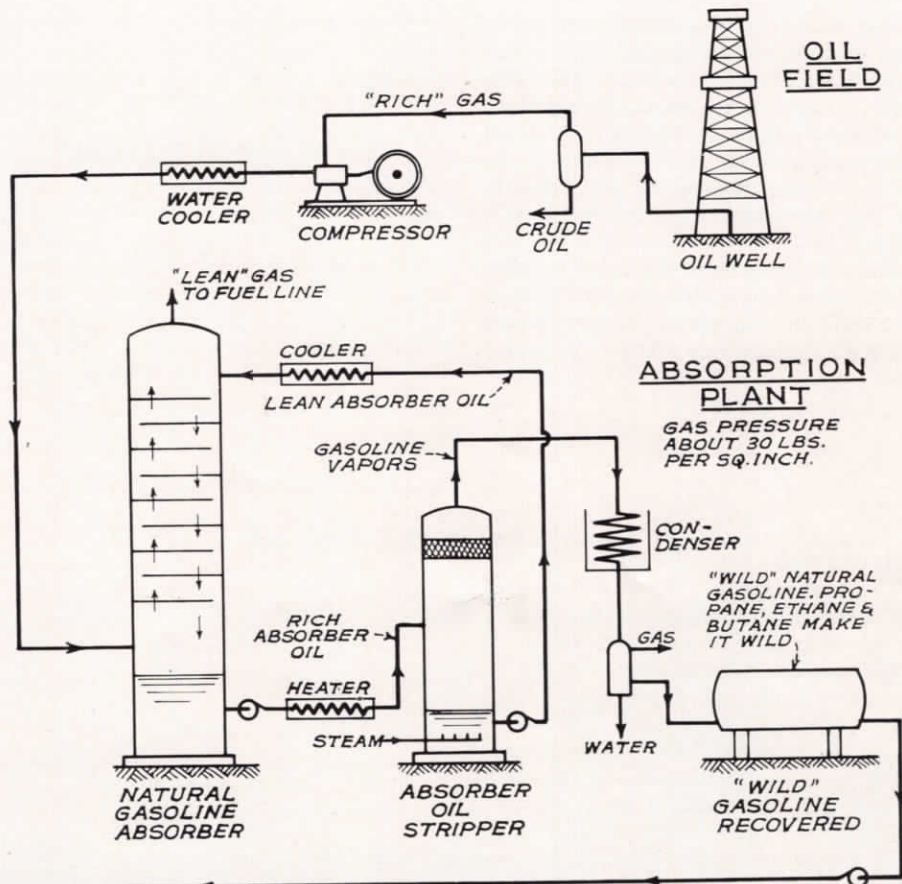 OIL
FIELD
"RICH" GAS
WATER
COOLER
COMPRESSOR
CRUDE
OIL
OIL WELL
"LEAN" GAS
TO FUEL LINE
COOLER
LEAN ABSORBER OIL
ABSORPTION
PLANT
GAS PRESSURE
ABOUT 30 LBS.
PER SQ. INCH.
GASOLINE
VAPORS
CON-
DENSER
"WILD" NATURAL
GASOLINE. PRO-
PANE, ETHANE &
BUTANE MAKE
IT WILD
RICH
ABSORBER
OIL
GAS
HEATER
STEAM
WATER
NATURAL
GASOLINE
ABSORBER
ABSORBER
OIL
STRIPPER
"WILD"
GASOLINE
RECOVERED